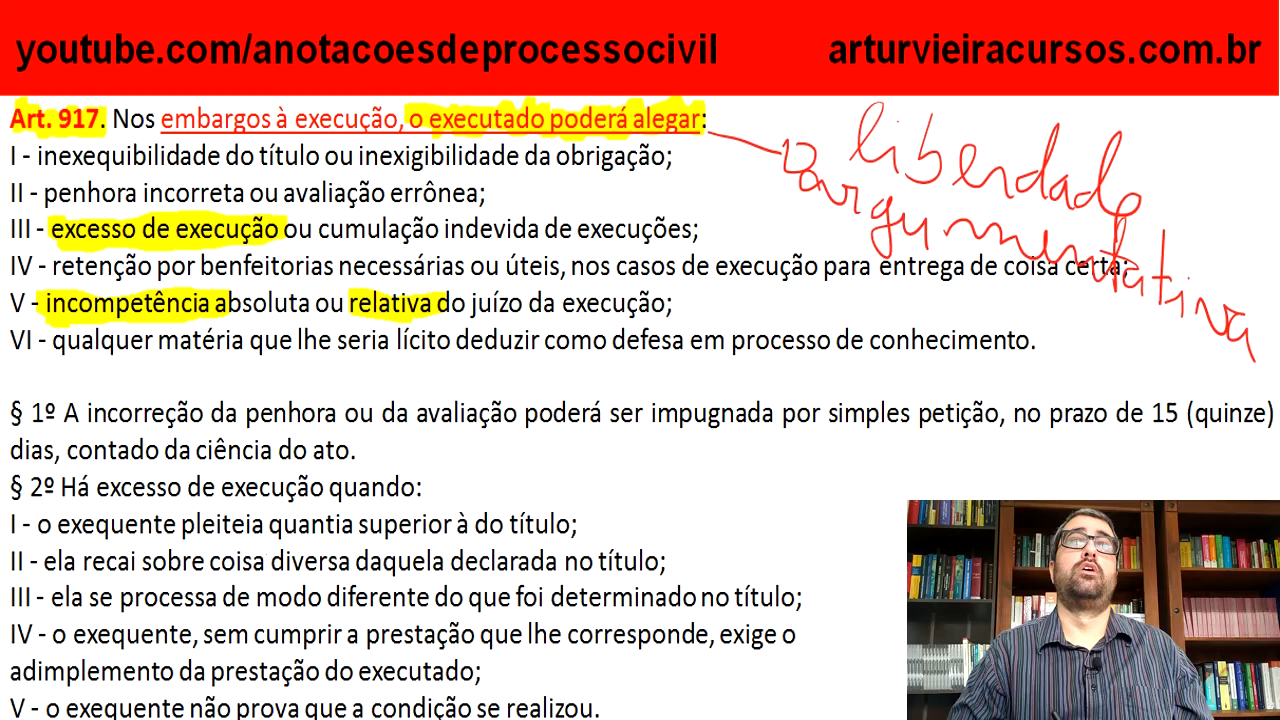 youtube.com/anotacoesdeprocessocivil arturvieiracursos.com.br
Art. 917. Nos embargos à execução, o executado poderá alegar:
I - inexequibilidade do título ou inexigibilidade da obrigação;
II - penhora incorreta ou avaliação errônea;
III - excesso de execução ou cumulação indevida de execuções;
IV - retenção por benfeitorias necessárias ou úteis, nos casos de execução para entrega de coisa certa;
V - incompetência absoluta ou relativa do juízo da execução;
VI - qualquer matéria que lhe seria lícito deduzir como defesa em processo de conhecimento.
liberdade
argumentativa
§ 1º A incorreção da penhora ou da avaliação poderá ser impugnada por simples petição, no prazo de 15 (quinze)
dias, contado da ciência do ato.
§ 2º Há excesso de execução quando:
I - o exequente pleiteia quantia superior à do título;
II - ela recai sobre coisa diversa daquela declarada no título;
III - ela se processa de modo diferente do que foi determinado no título;
IV - o exequente, sem cumprir a prestação que lhe corresponde, exige o
adimplemento da prestação do executado;
V - o exequente não prova que a condição se realizou.